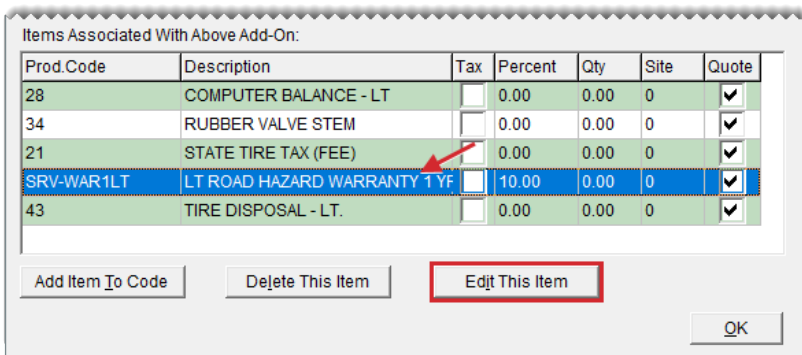 Items Associated With Above Add-On:
Prod.Code Description Tax Percent Qty Site Quote
28 COMPUTER BALANCE - LT 0.00 0.00 0
34 RUBBER VALVE STEM 0.00 0.00 0
21 STATE TIRE TAX (FEE) 0.00 0.00 0
SRV-WAR1LT LT ROAD HAZARD WARRANTY 1 YF 10.00 0.00 0
43 TIRE DISPOSAL - LT. 0.00 0.00 0
Add Item To Code Delete This Item Edit This Item
OK